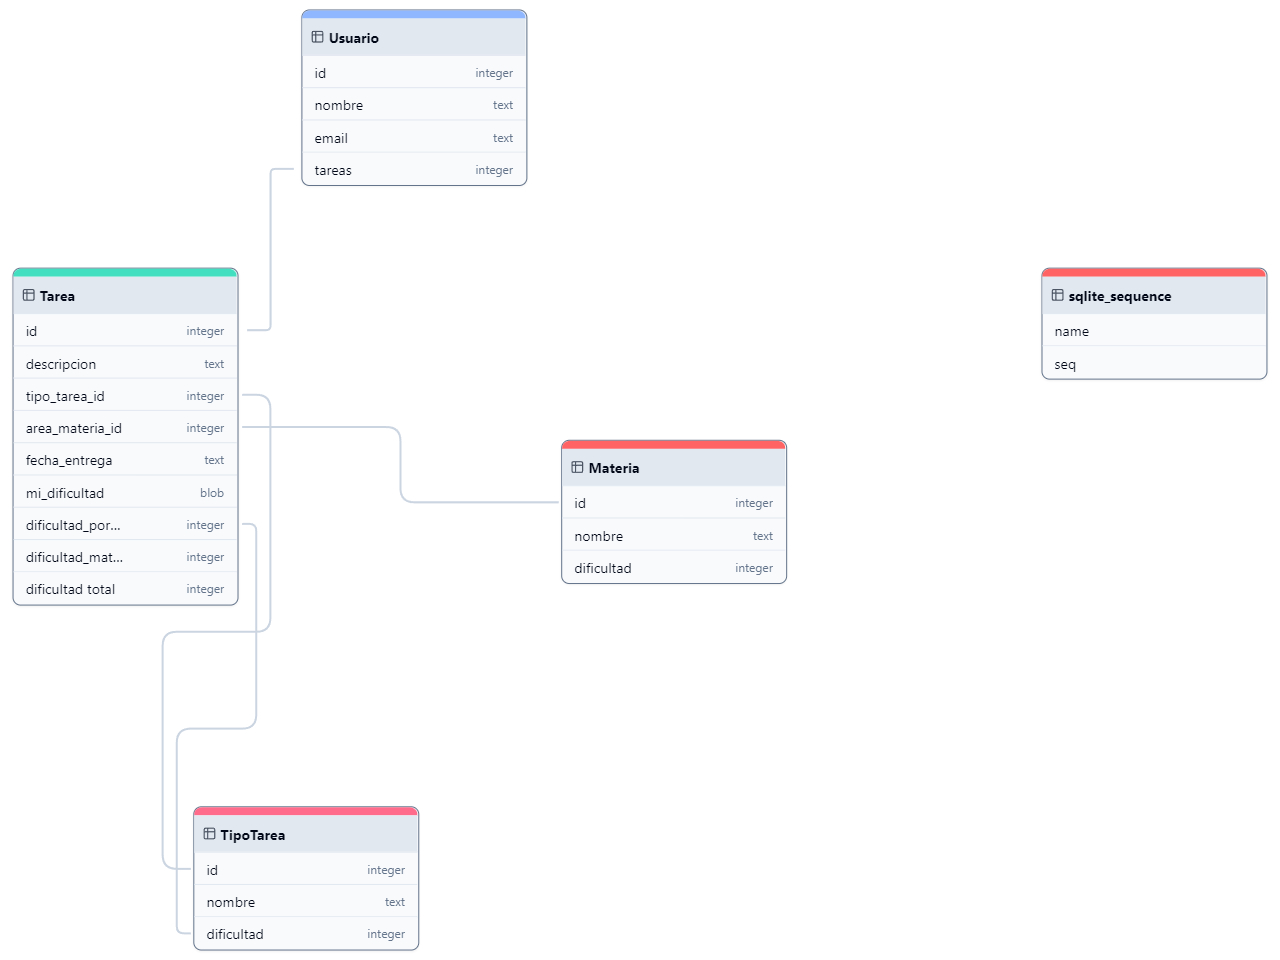 Usuario
id integer
nombre text
email text
tareas integer
Tarea
id integer
descripcion text
tipo_tarea_id integer
area_materia_id integer
fecha_entrega text
mi_dificultad blob
dificultad_por... integer
dificultad_mat... integer
dificultad total integer
sqlite_sequence
name
seq
Materia
id integer
nombre text
dificultad integer
TipoTarea
id integer
nombre text
dificultad integer